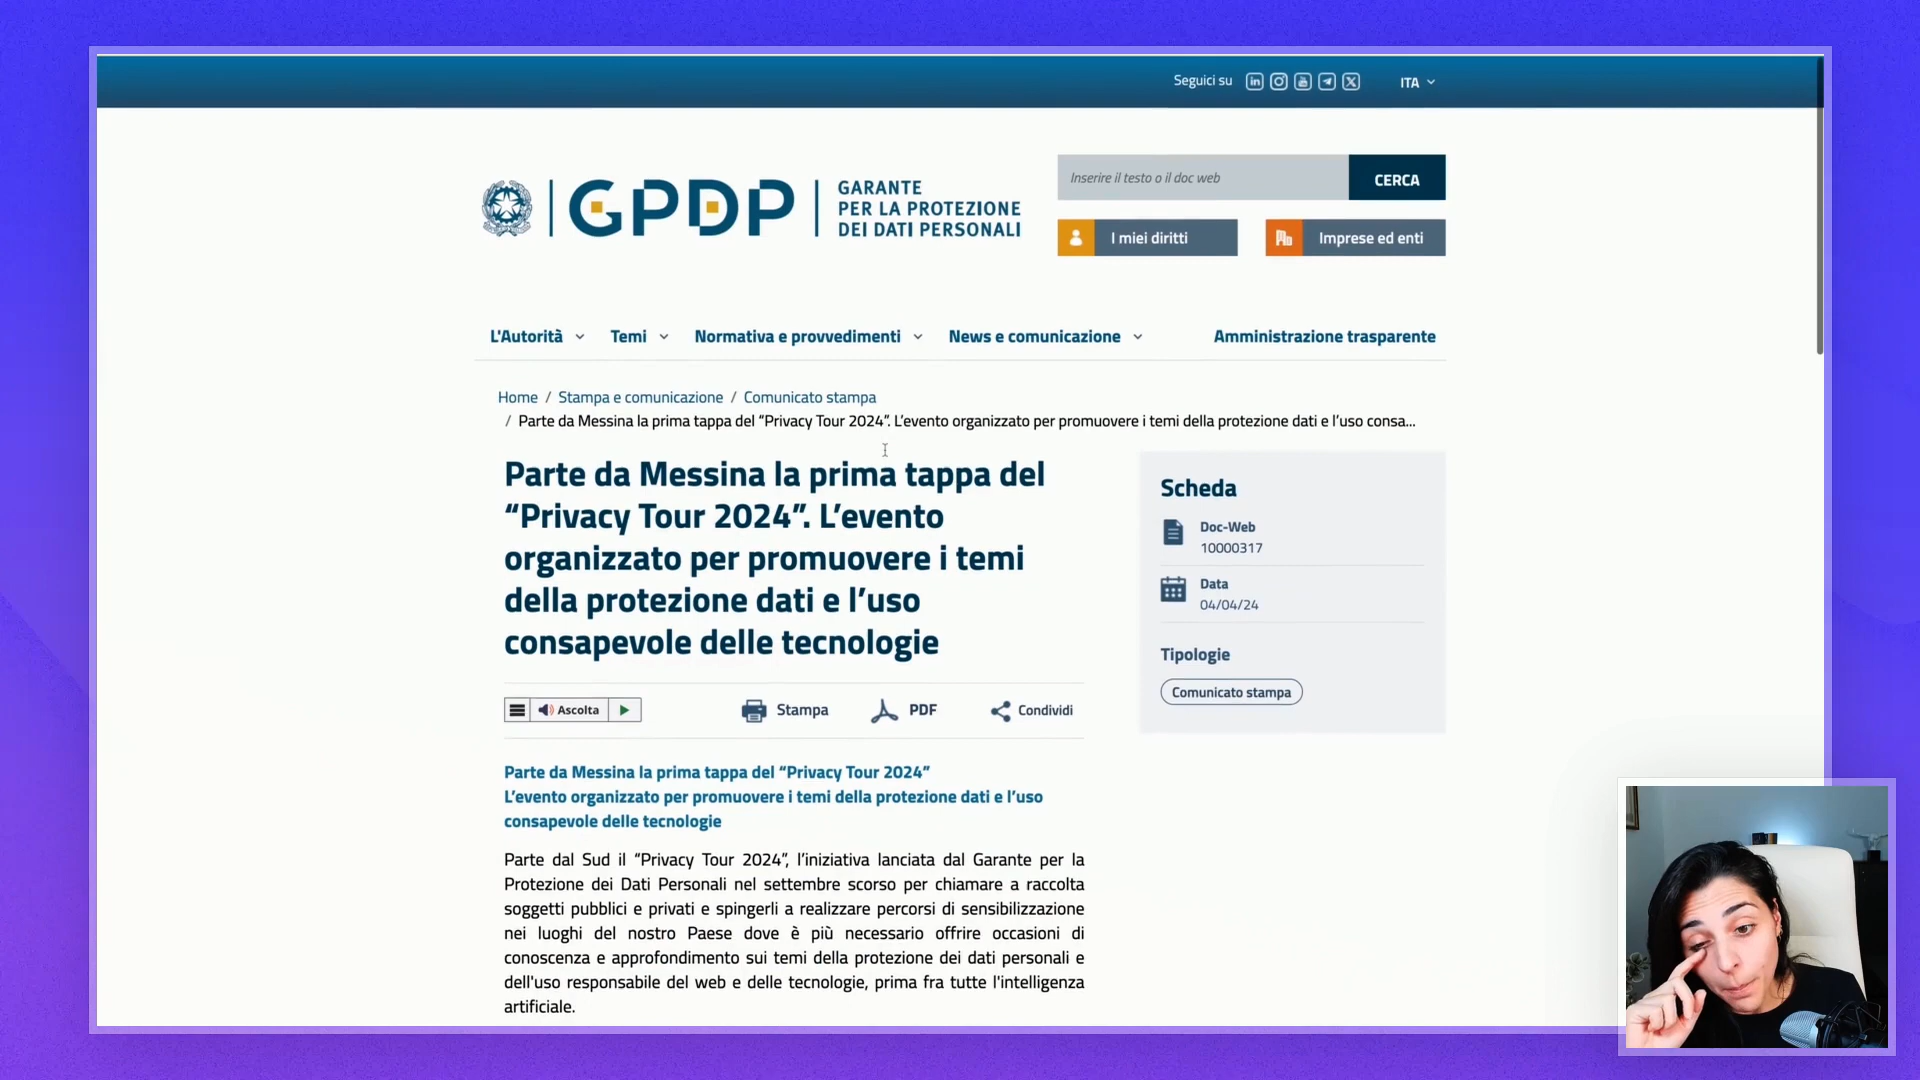 Seguici su
ITA
GPDP
GARANTE
PER LA PROTEZIONE
DEI DATI PERSONALI
Inserire il testo o il doc web
CERCA
I miei diritti
Imprese ed enti
L'Autorità
Temi
Normativa e provvedimenti
News e comunicazione
Amministrazione trasparente
Home / Stampa e comunicazione / Comunicato stampa
/ Parte da Messina la prima tappa del “Privacy Tour 2024”. L’evento organizzato per promuovere i temi della protezione dati e l’uso consa...
Parte da Messina la prima tappa del
“Privacy Tour 2024”. L’evento
organizzato per promuovere i temi
della protezione dati e l’uso
consapevole delle tecnologie
Scheda
Doc-Web
10000317
Data
04/04/24
Tipologie
Comunicato stampa
Ascolta
Stampa
PDF
Condividi
Parte da Messina la prima tappa del “Privacy Tour 2024”
L’evento organizzato per promuovere i temi della protezione dati e l’uso
consapevole delle tecnologie
Parte dal Sud il “Privacy Tour 2024”, l’iniziativa lanciata dal Garante per la
Protezione dei Dati Personali nel settembre scorso per chiamare a raccolta
soggetti pubblici e privati e spingerli a realizzare percorsi di sensibilizzazione
nei luoghi del nostro Paese dove è più necessario offrire occasioni di
conoscenza e approfondimento sui temi della protezione dei dati personali e
dell'uso responsabile del web e delle tecnologie, prima fra tutte l'intelligenza
artificiale.